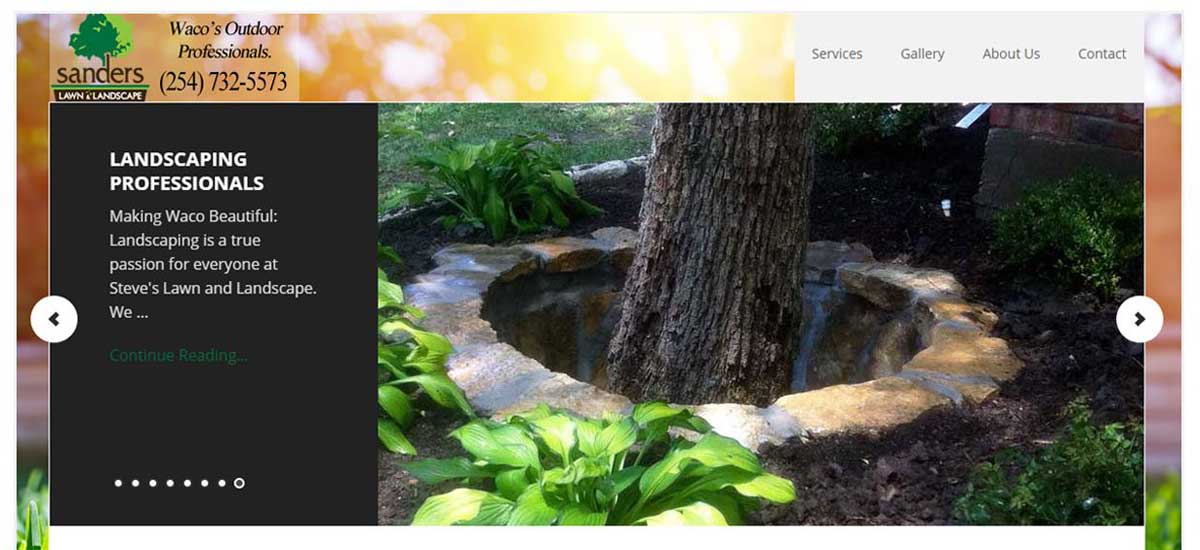 sanders
LAWN & LANDSCAPE
Waco's Outdoor
Professionals.
(254) 732-5573
Services
Gallery
About Us
Contact
LANDSCAPING
PROFESSIONALS
Making Waco Beautiful:
Landscaping is a true
passion for everyone at
Steve's Lawn and Landscape.
We ...
Continue Reading...